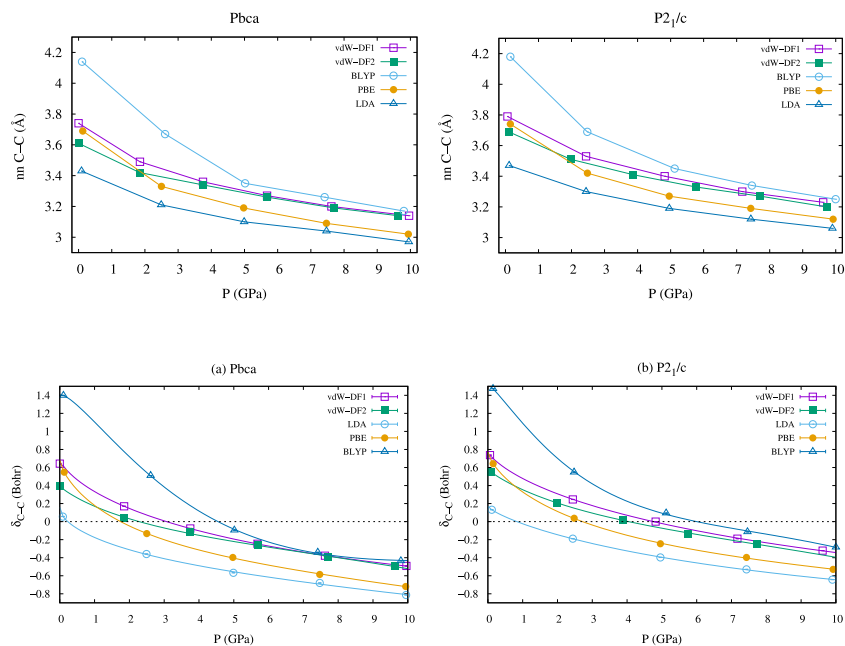 Pbca
nn C−C (Å)
4.2
4
3.8
3.6
3.4
3.2
3
vdW−DF1
vdW−DF2
BLYP
PBE
LDA
0 1 2 3 4 5 6 7 8 9 10
P (GPa)
P2₁/c
nn C−C (Å)
4.2
3.8
3.6
3.4
3.2
3
vdW−DF1
vdW−DF2
BLYP
PBE
LDA
0 1 2 3 4 5 6 7 8 9 10
P (GPa)
(a) Pbca
δC−C (Bohr)
1.4
1.2
1
0.8
0.6
0.4
0.2
0
−0.2
−0.4
−0.6
−0.8
vdW−DF1
vdW−DF2
LDA
PBE
BLYP
0 1 2 3 4 5 6 7 8 9 10
P (GPa)
(b) P2₁/c
δC−C (Bohr)
1.4
1.2
1
0.8
0.6
0.4
0.2
0
−0.2
−0.4
−0.6
−0.8
vdW−DF1
vdW−DF2
LDA
PBE
BLYP
0 1 2 3 4 5 6 7 8 9 10
P (GPa)